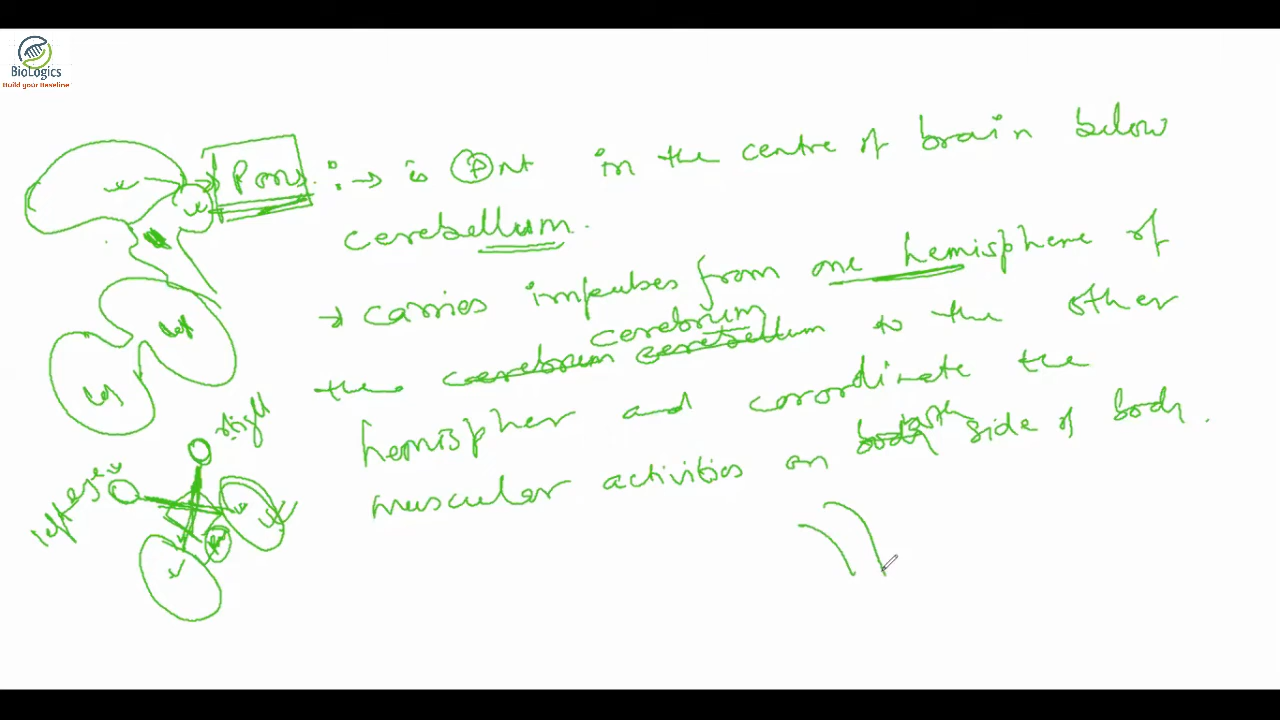 BioLogics
Build your Baseline
Pons :→ is Pnt in the centre of brain below
cerebellum.
→ carries impulses from one hemisphere of
cerebrum
the cerebrum cerebellum to the other
hemispher and coordinate the
muscular activities on both side of body.
right
left eye